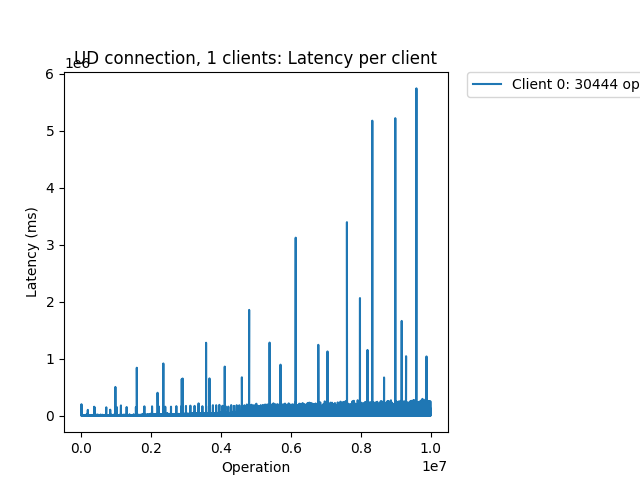 UD connection, 1 clients: Latency per client
1e6
Client 0: 30444 op
6
5
4
3
2
1
0
Latency (ms)
0.0 0.2 0.4 0.6 0.8 1.0
1e7
Operation